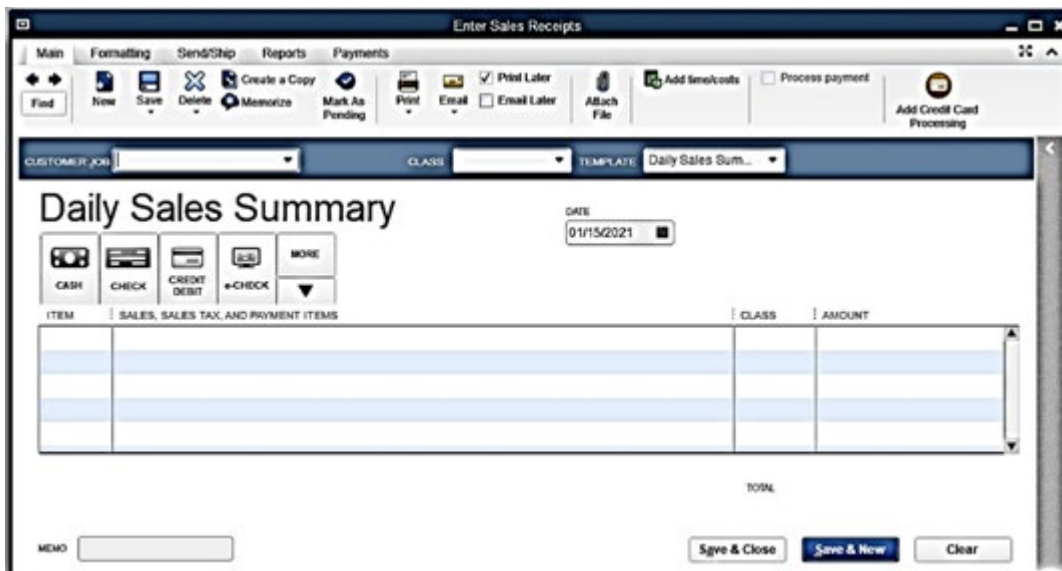 Enter Sales Receipts
Main Formatting Send/Ship Reports Payments
Find New Save Delete Create a Copy Memorize Mark As Pending Print Email Print Later Email Later Attach File Add time/costs Process payment Add Credit Card Processing
CUSTOMER:JOB CLASS TEMPLATE Daily Sales Sum...
Daily Sales Summary
DATE
01/15/2021
CASH CHECK CREDIT DEBIT e-CHECK MORE
ITEM SALES, SALES TAX, AND PAYMENT ITEMS CLASS AMOUNT
TOTAL
MEMO Save & Close Save & New Clear